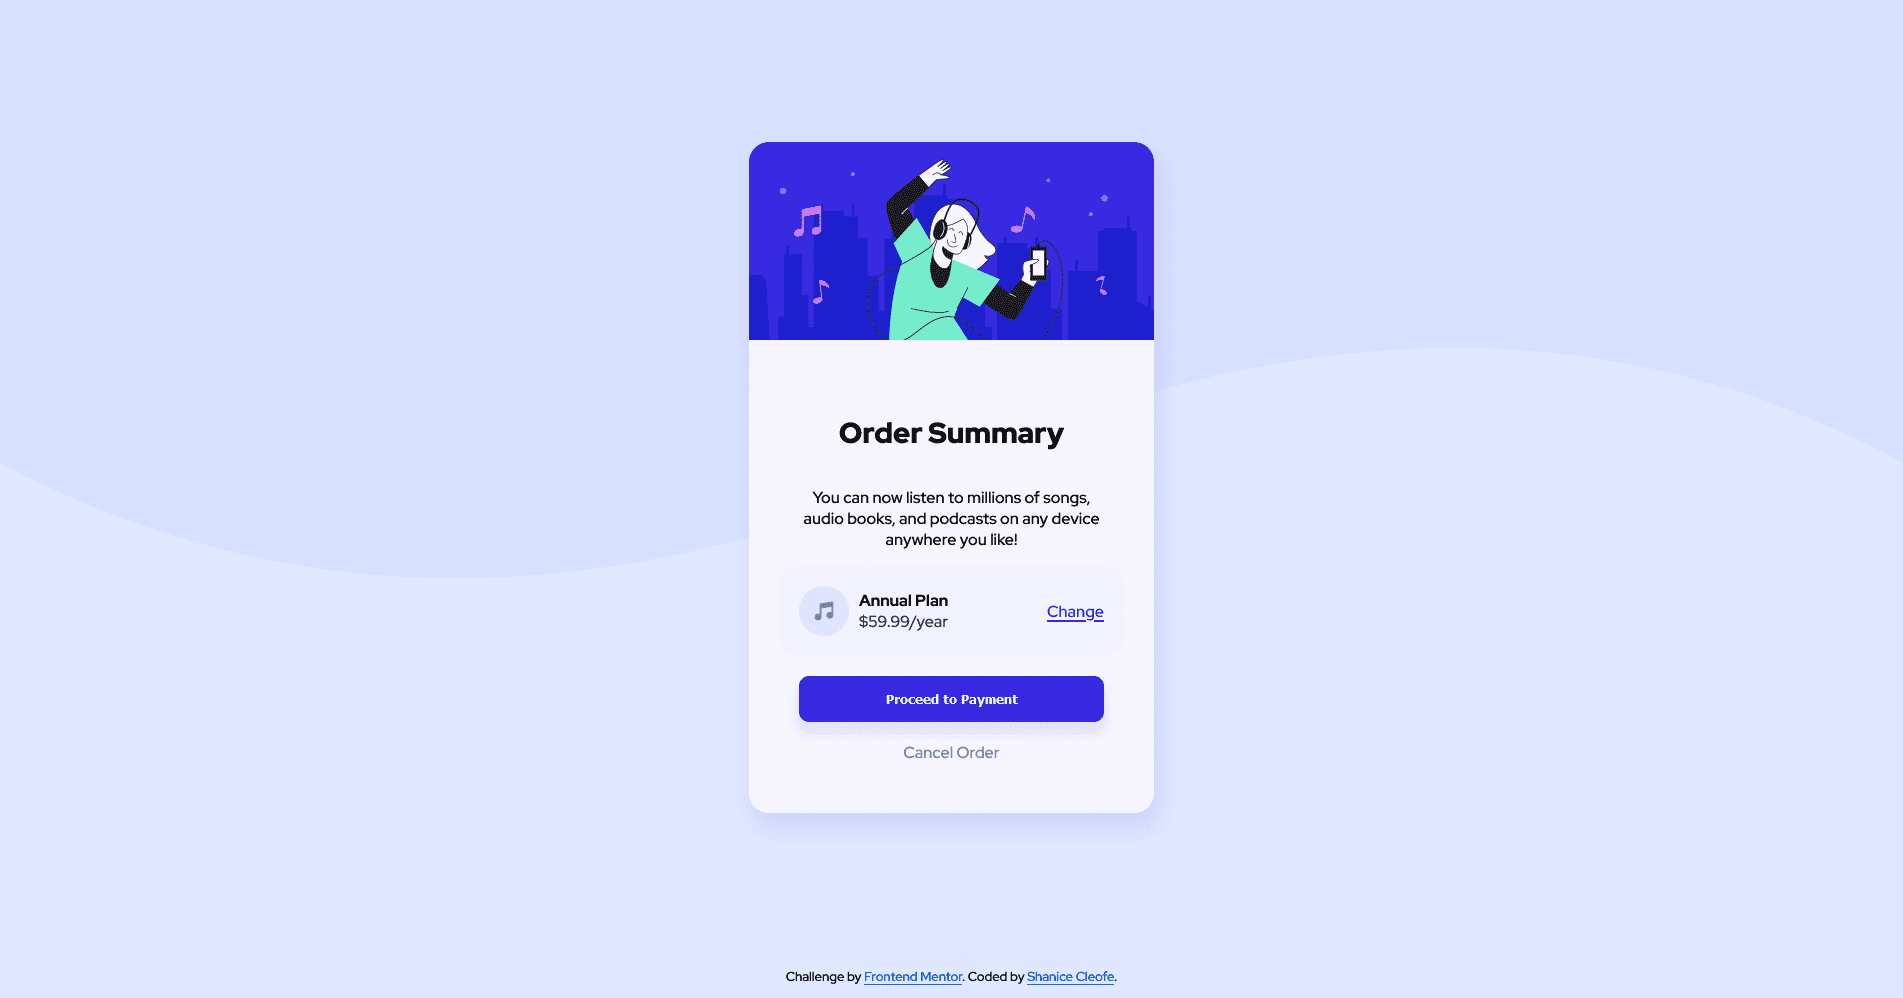 Order Summary
You can now listen to millions of songs,
audio books, and podcasts on any device
anywhere you like!
Annual Plan
$59.99/year
Change
Proceed to Payment
Cancel Order
Challenge by Frontend Mentor. Coded by Shanice Cleofe.